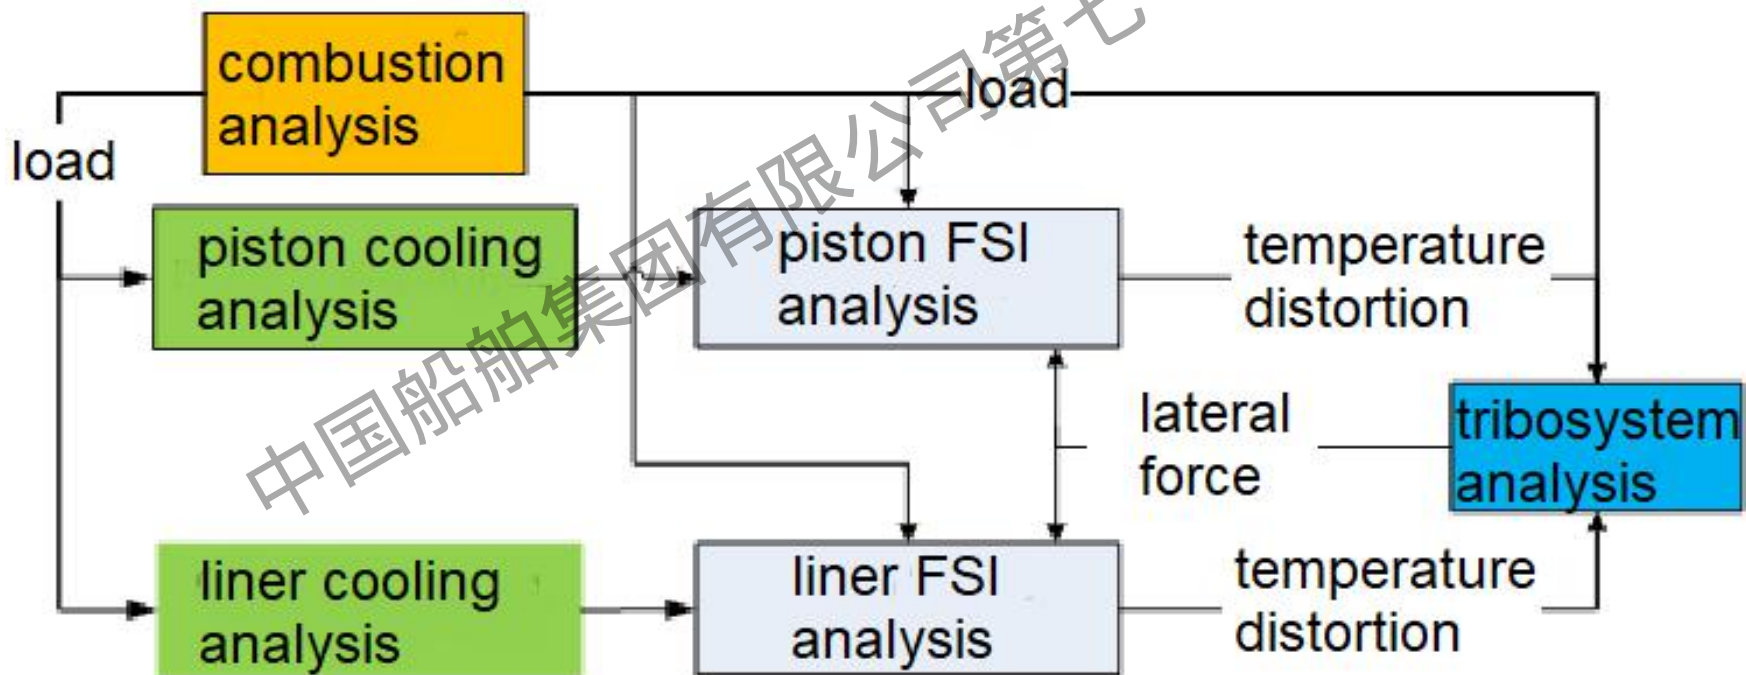 combustion
analysis
load
load
piston cooling
analysis
piston FSI
analysis
temperature
distortion
lateral
force
tribosystem
analysis
liner cooling
analysis
liner FSI
analysis
temperature
distortion
中国船舶集团有限公司第七